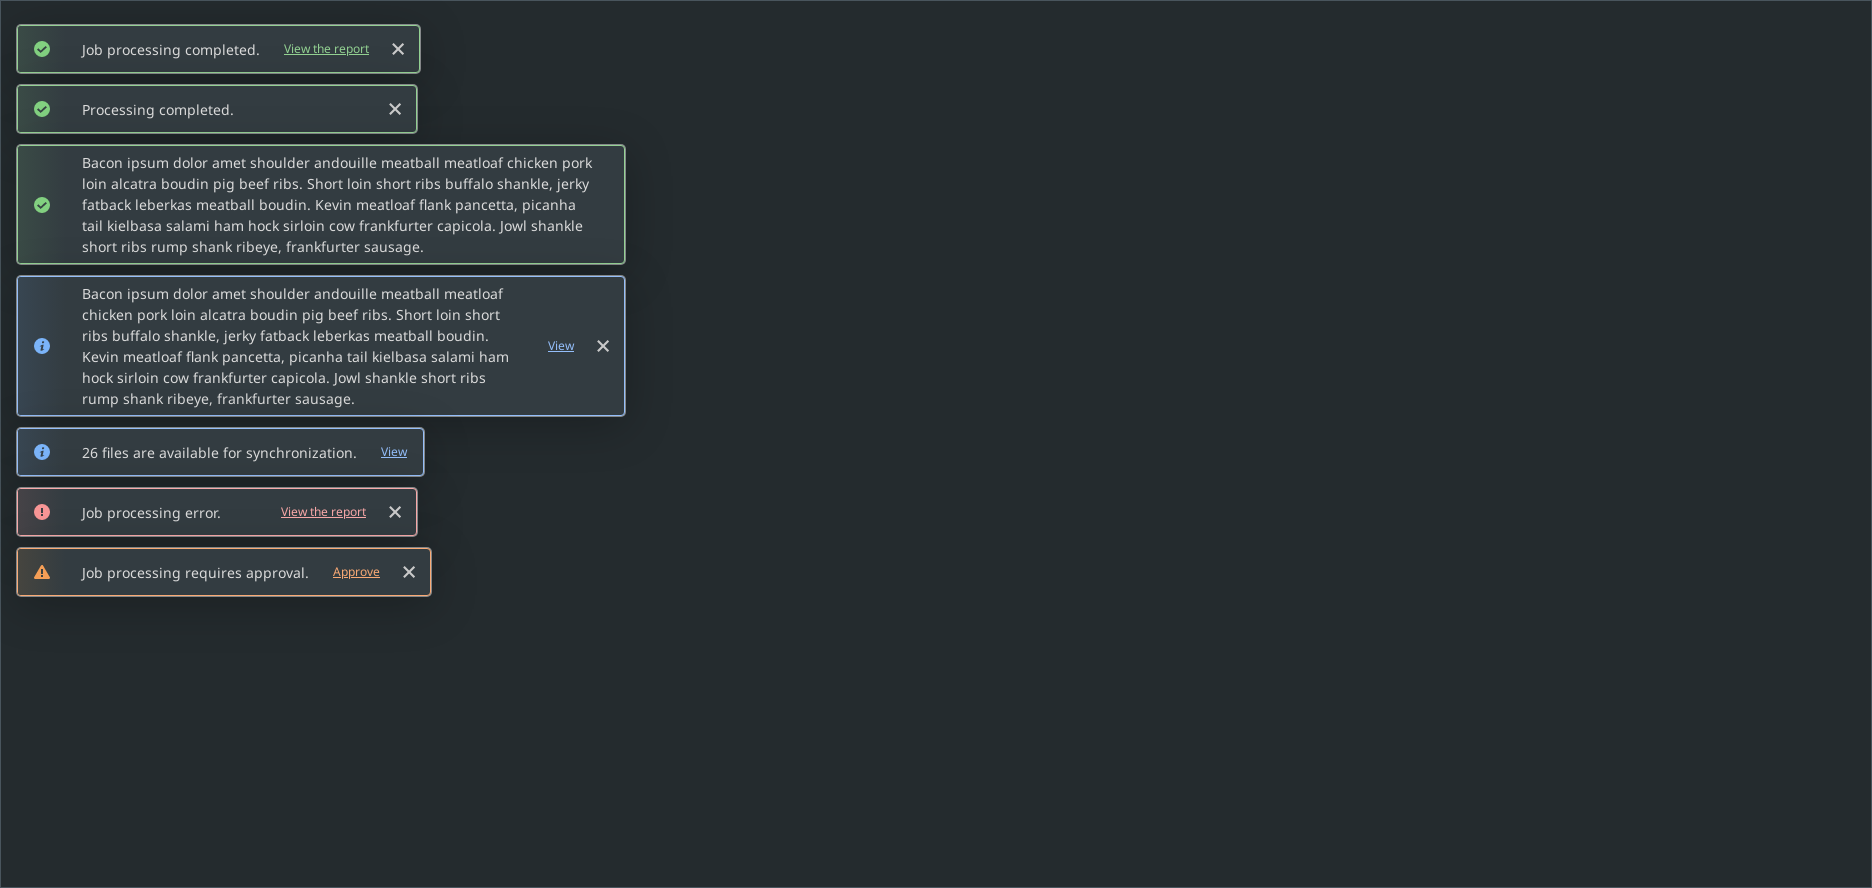 Job processing completed. View the report
Processing completed.
Bacon ipsum dolor amet shoulder andouille meatball meatloaf chicken pork
loin alcatra boudin pig beef ribs. Short loin short ribs buffalo shankle, jerky
fatback leberkas meatball boudin. Kevin meatloaf flank pancetta, picanha
tail kielbasa salami ham hock sirloin cow frankfurter capicola. Jowl shankle
short ribs rump shank ribeye, frankfurter sausage.
Bacon ipsum dolor amet shoulder andouille meatball meatloaf
chicken pork loin alcatra boudin pig beef ribs. Short loin short
ribs buffalo shankle, jerky fatback leberkas meatball boudin.
Kevin meatloaf flank pancetta, picanha tail kielbasa salami ham
hock sirloin cow frankfurter capicola. Jowl shankle short ribs
rump shank ribeye, frankfurter sausage.
View
26 files are available for synchronization. View
Job processing error. View the report
Job processing requires approval. Approve